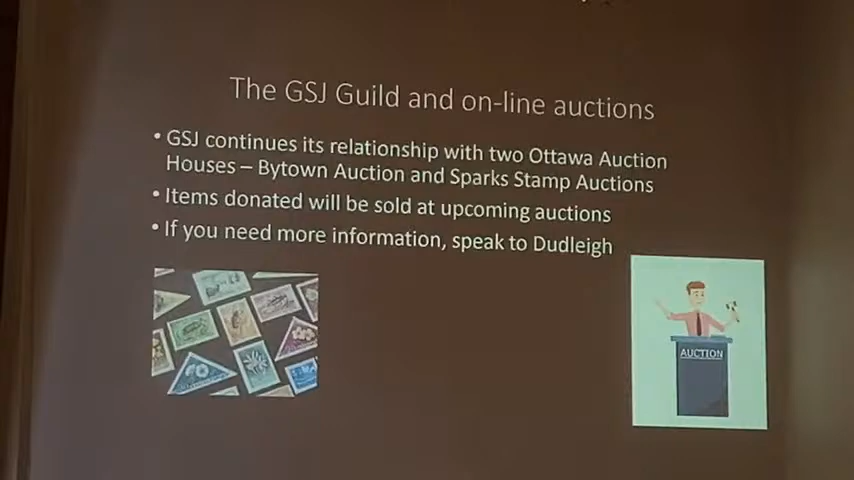 The GSJ Guild and on-line auctions
• GSJ continues its relationship with two Ottawa Auction
Houses – Bytown Auction and Sparks Stamp Auctions
• Items donated will be sold at upcoming auctions
• If you need more information, speak to Dudleigh
AUCTION